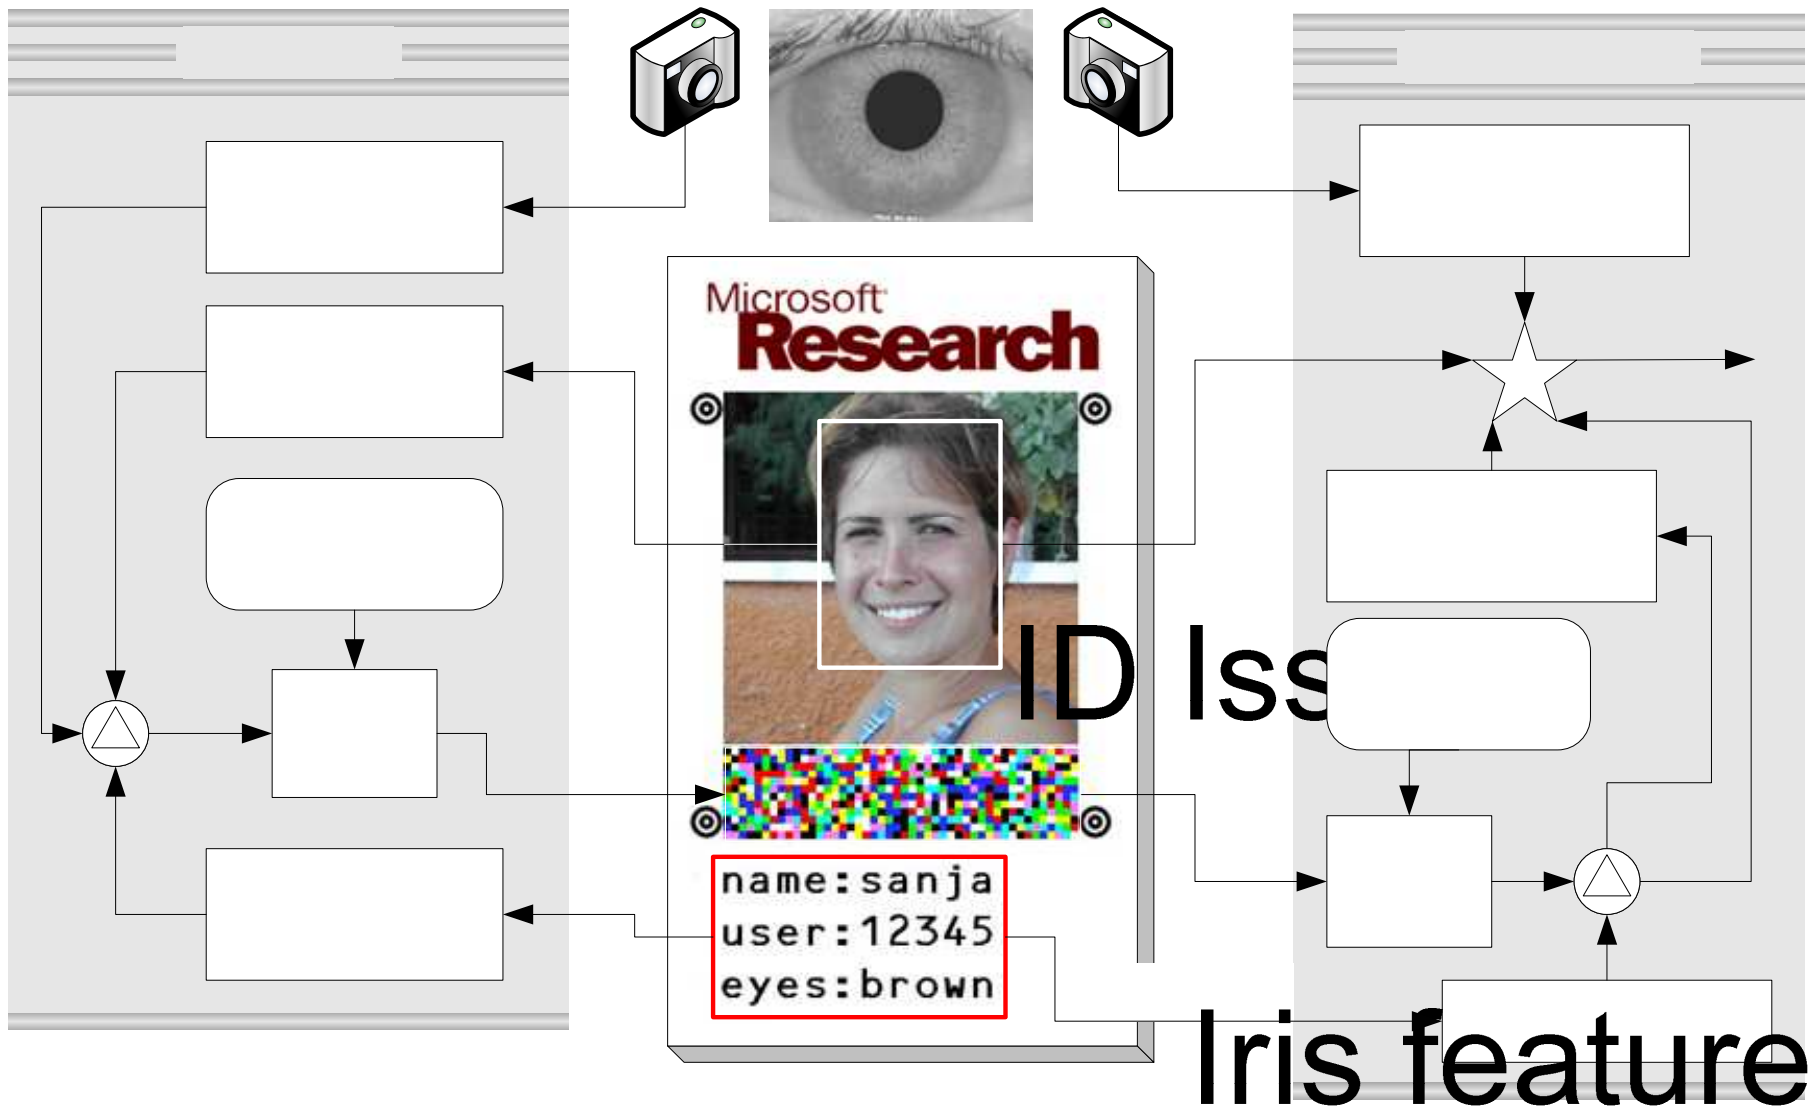 Microsoft
Research
ID Iss
name:sanja
user:12345
eyes:brown
Iris feature